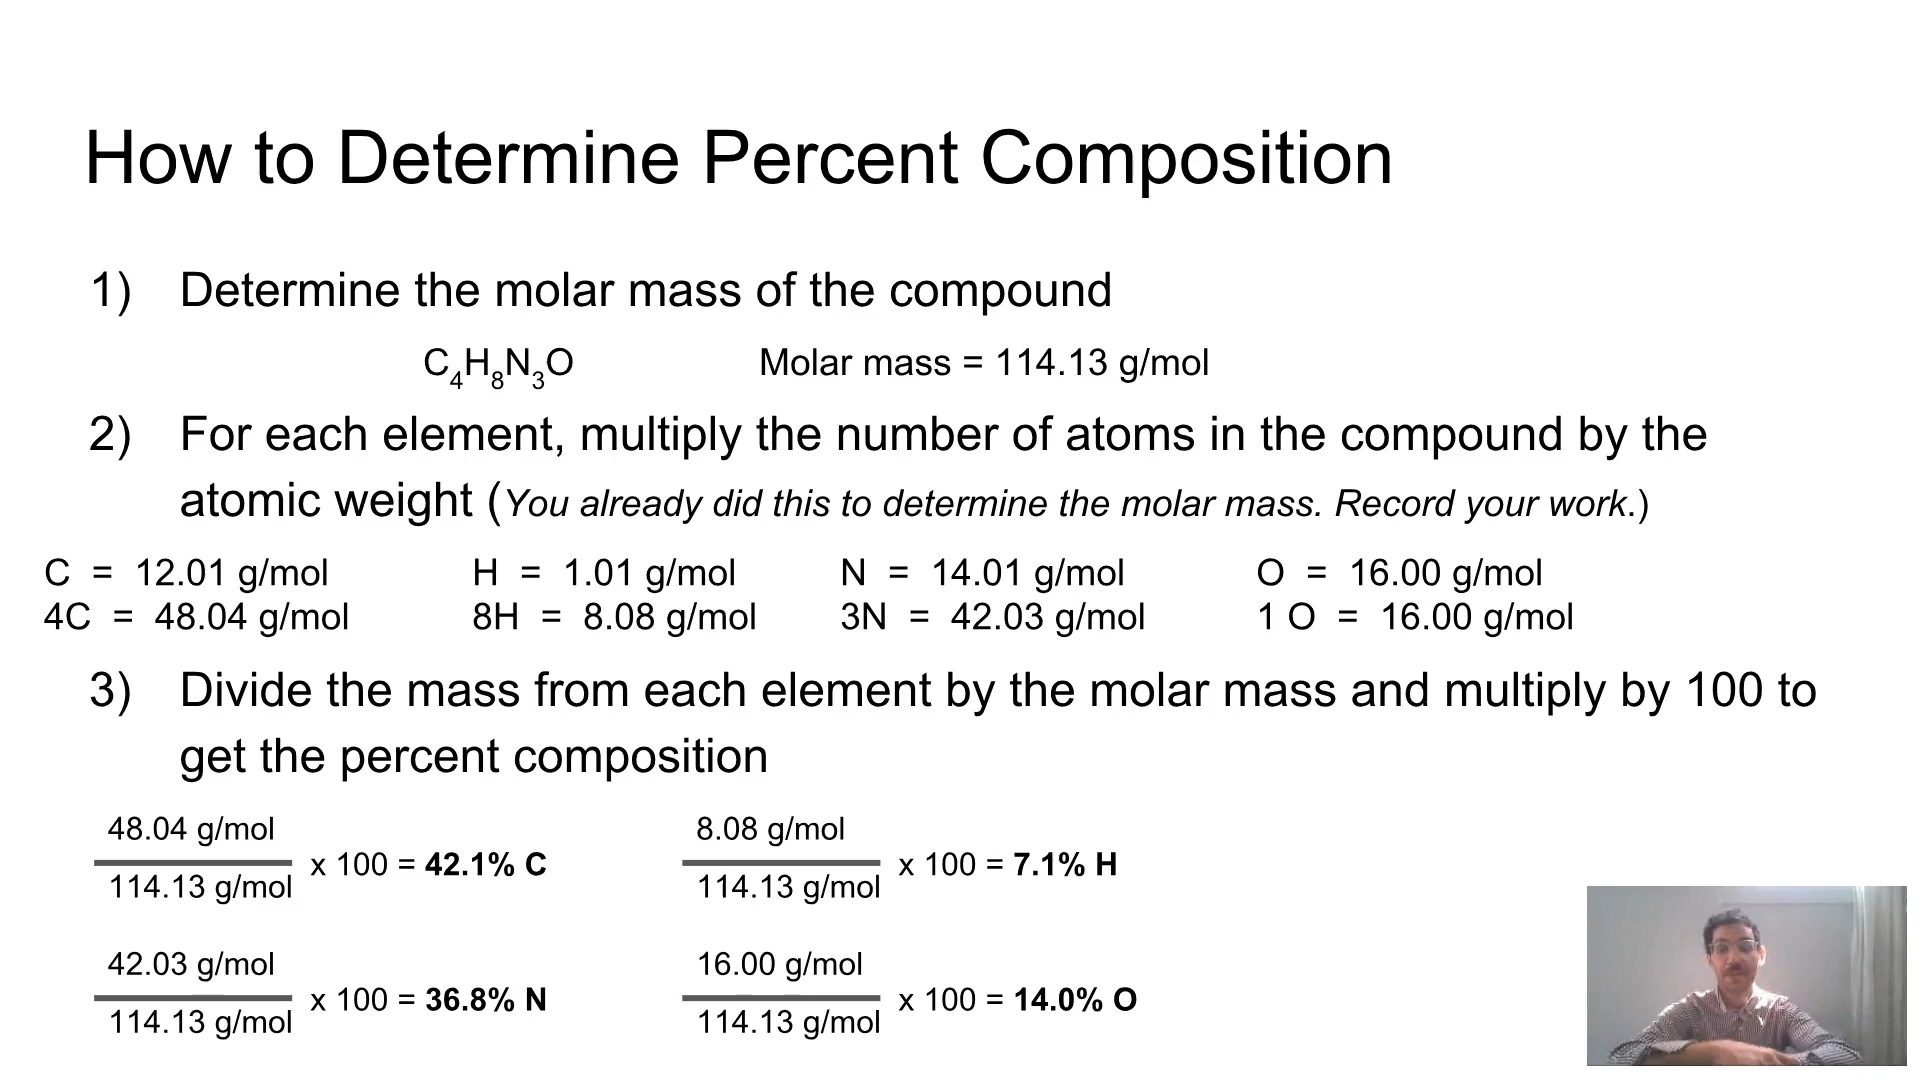 How to Determine Percent Composition
1) Determine the molar mass of the compound
C₄H₈N₃O Molar mass = 114.13 g/mol
2) For each element, multiply the number of atoms in the compound by the
atomic weight (You already did this to determine the molar mass. Record your work.)
C = 12.01 g/mol H = 1.01 g/mol N = 14.01 g/mol O = 16.00 g/mol
4C = 48.04 g/mol 8H = 8.08 g/mol 3N = 42.03 g/mol 1 O = 16.00 g/mol
3) Divide the mass from each element by the molar mass and multiply by 100 to
get the percent composition
48.04 g/mol 8.08 g/mol
x 100 = 42.1% C x 100 = 7.1% H
114.13 g/mol 114.13 g/mol
42.03 g/mol 16.00 g/mol
x 100 = 36.8% N x 100 = 14.0% O
114.13 g/mol 114.13 g/mol